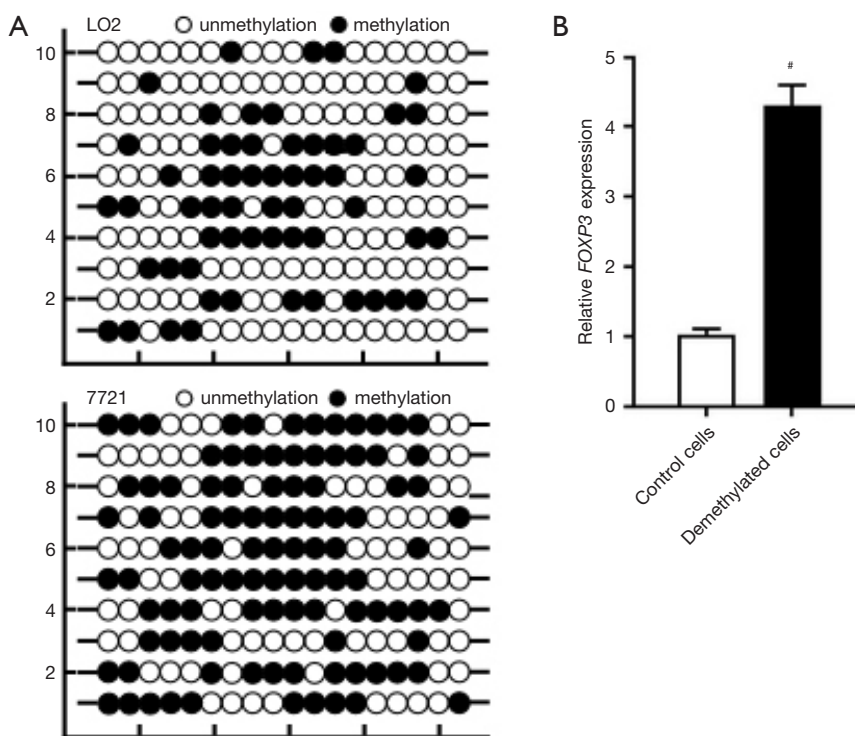 A
LO2 unmethylation methylation
10
8
6
4
2
7721 unmethylation methylation
10
8
6
4
2
B
Relative FOXP3 expression
5
4
3
2
1
0
#
Control cells
Demethylated cells